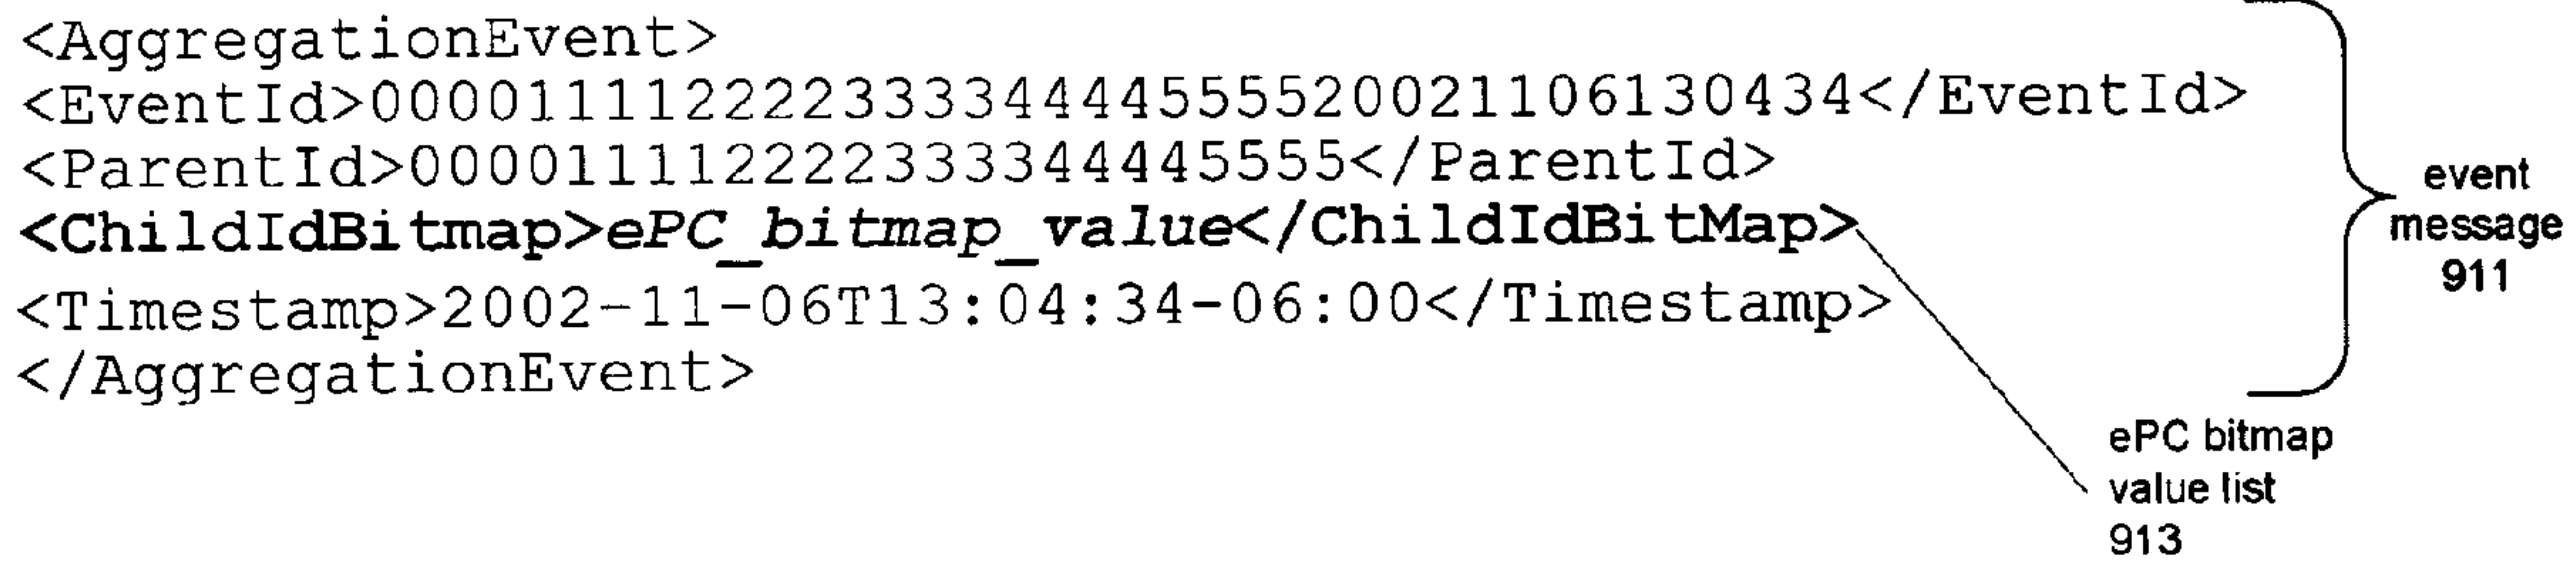 <AggregationEvent>
<EventId>00001111222233334444555520021106130434</EventId>
<ParentId>000011112222333344445555</ParentId>
<ChildIdBitmap>ePC_bitmap_value</ChildIdBitMap>
<Timestamp>2002-11-06T13:04:34-06:00</Timestamp>
</AggregationEvent>
event
message
911
ePC bitmap
value list
913